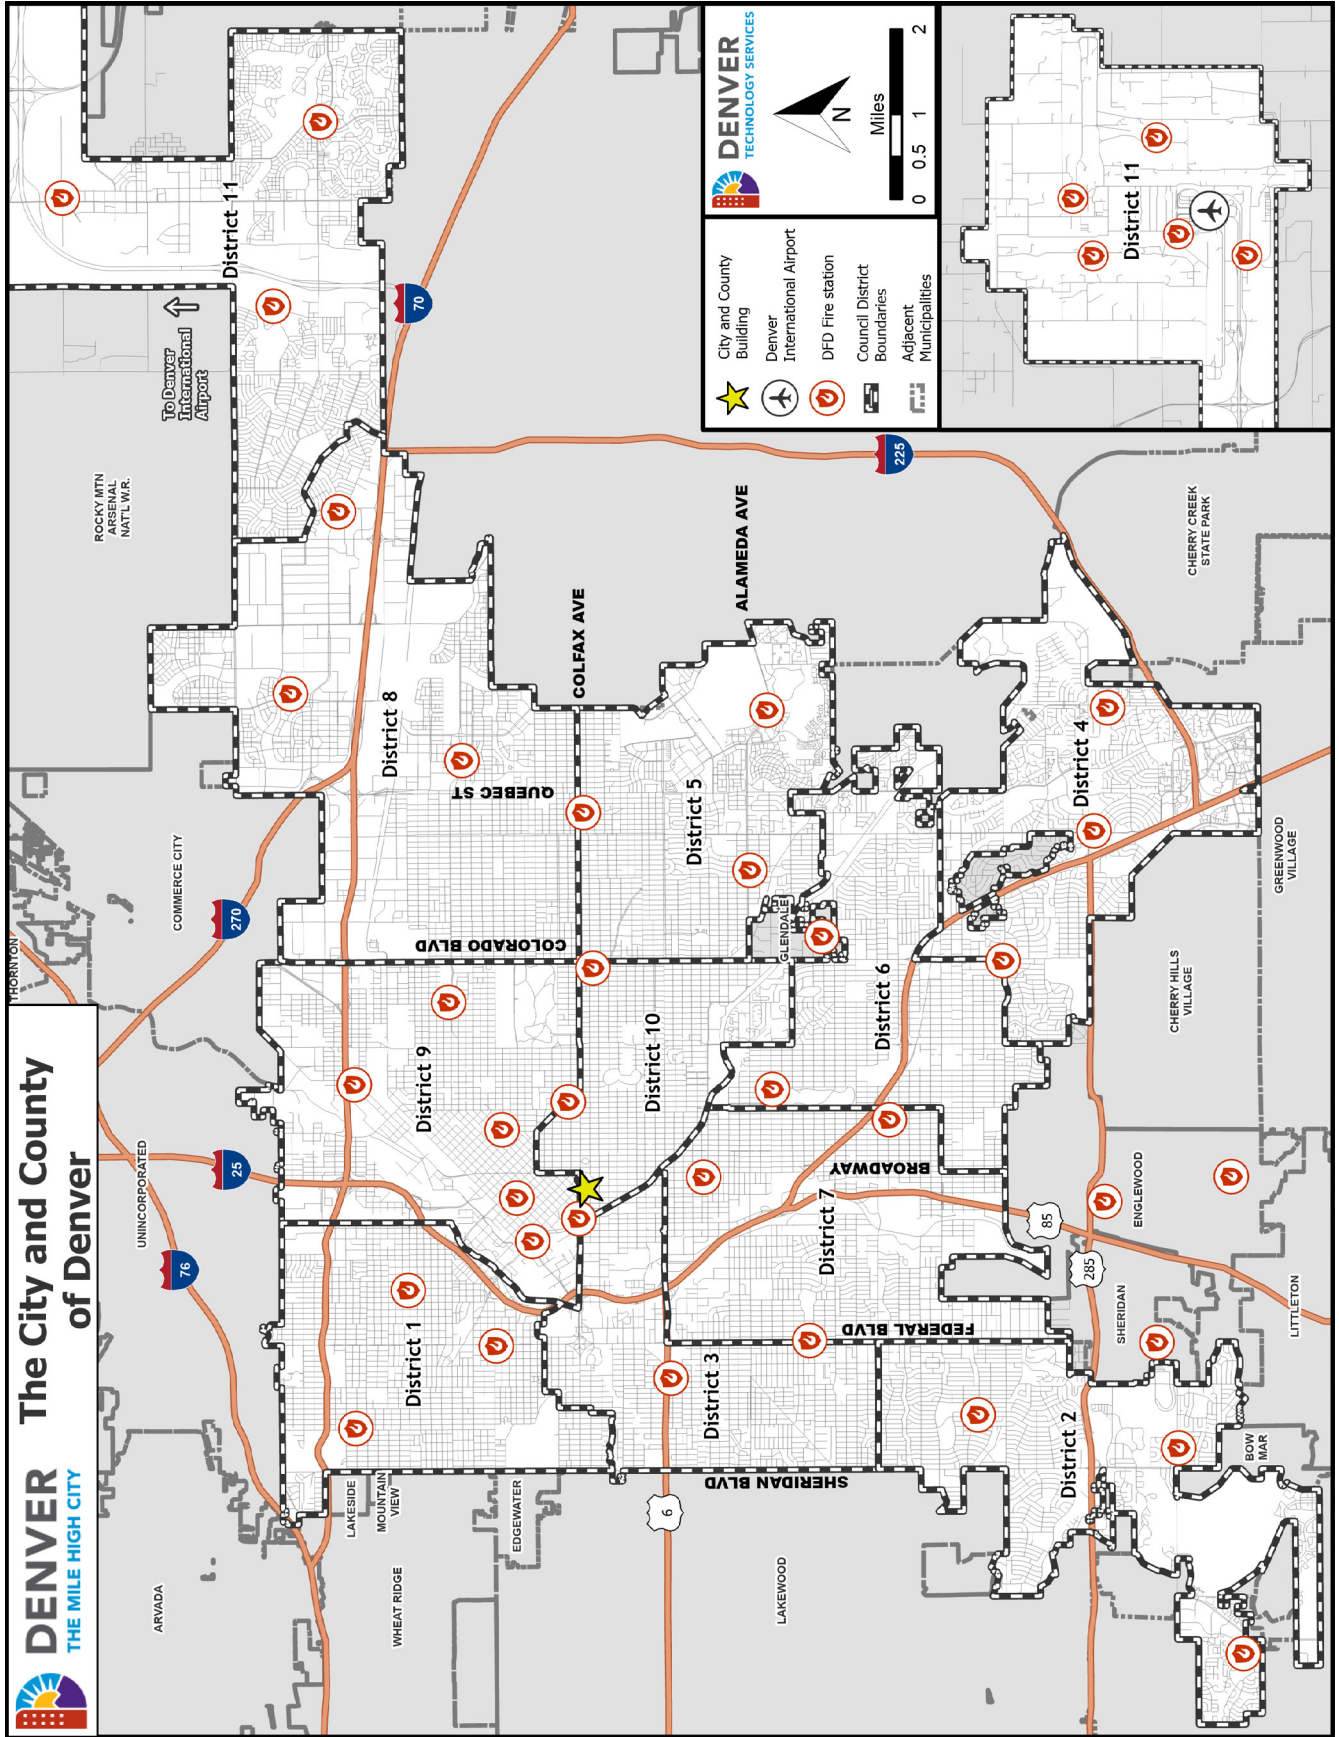 DENVER
THE MILE HIGH CITY
The City and County
of Denver
THORNTON
COMMERCE CITY
ROCKY MTN
ARSENAL
NAT'L W.R.
To Denver
International
Airport
ARVADA
UNINCORPORATED
76
25
270
70
225
LAKESIDE
MOUNTAIN
VIEW
WHEAT RIDGE
EDGEWATER
LAKEWOOD
6
District 1
District 9
District 8
District 11
COLORADO BLVD
QUEBEC ST
COLFAX AVE
ALAMEDA AVE
District 3
District 10
District 5
GLENDALE
SHERIDAN BLVD
FEDERAL BLVD
BROADWAY
District 7
District 6
District 2
District 4
285
85
SHERIDAN
ENGLEWOOD
CHERRY HILLS
VILLAGE
GREENWOOD
VILLAGE
CHERRY CREEK
STATE PARK
BOW
MAR
LITTLETON
City and County
Building
Denver
International Airport
DFD Fire station
Council District
Boundaries
Adjacent
Municipalities
DENVER
TECHNOLOGY SERVICES
N
Miles
0 0.5 1 2
District 11